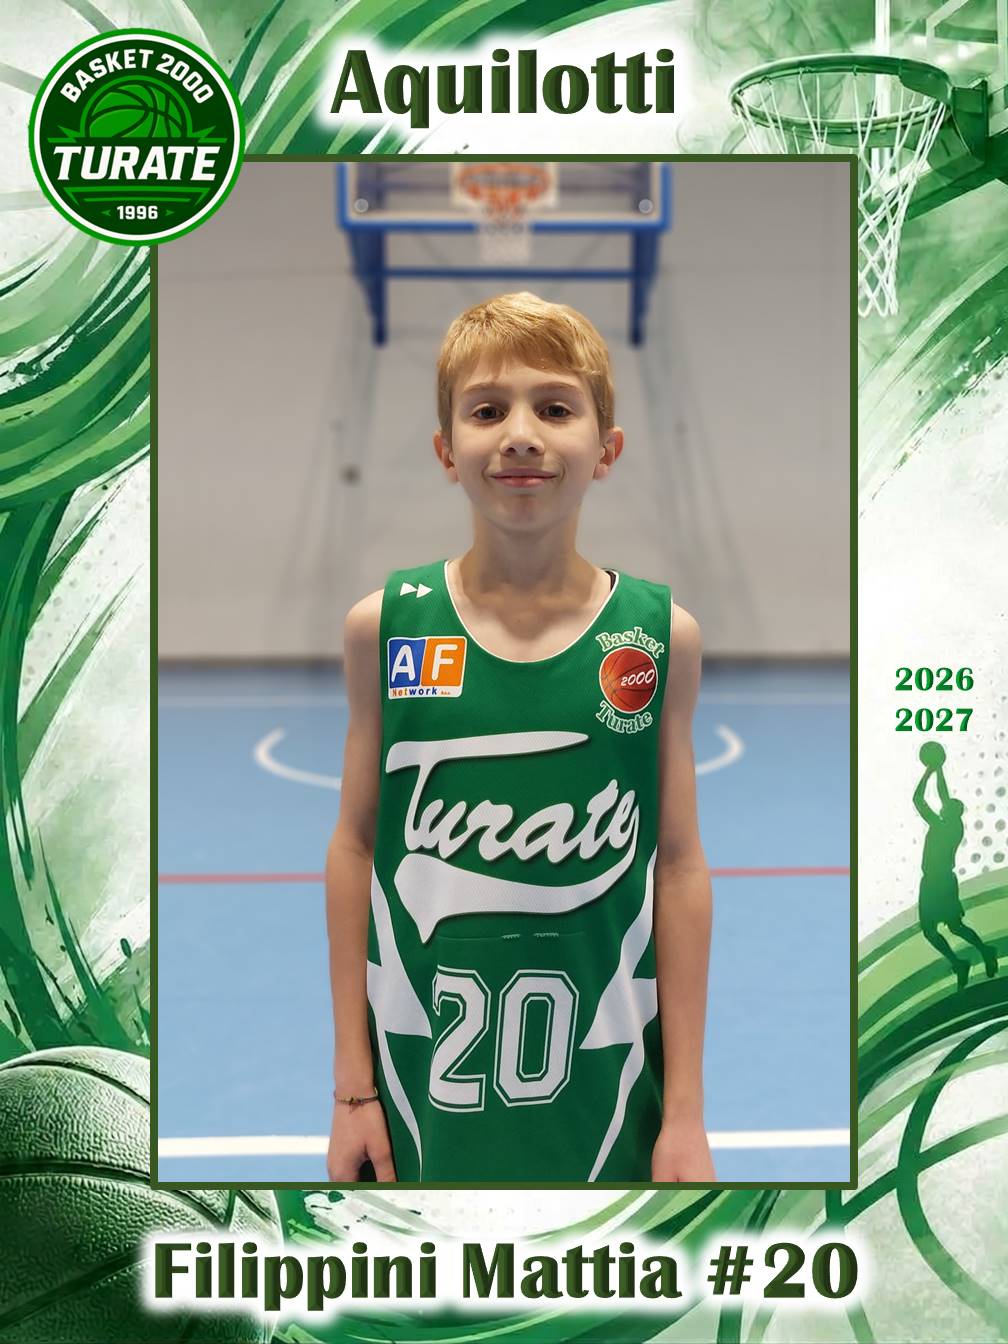 Aquilotti
BASKET 2000
TURATE
1996
AF
Network
Basket
2000
Turate
Turate
20
2026
2027
Filippini Mattia #20